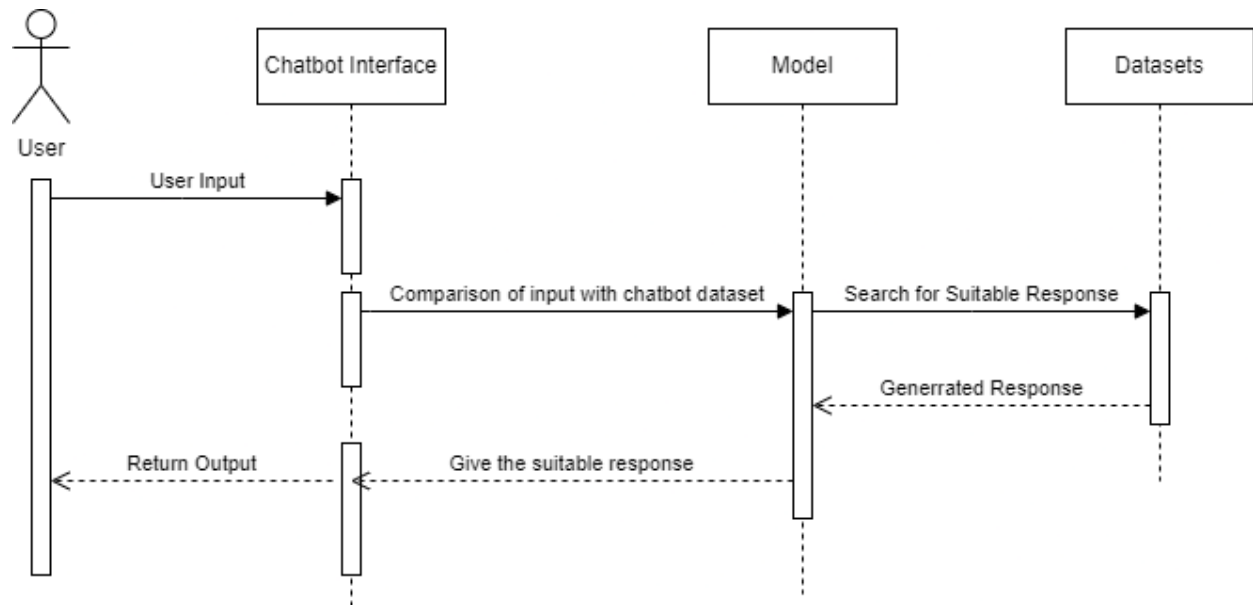 Chatbot Interface
Model
Datasets
User
User Input
Comparison of input with chatbot dataset
Search for Suitable Response
Generrated Response
Return Output
Give the suitable response